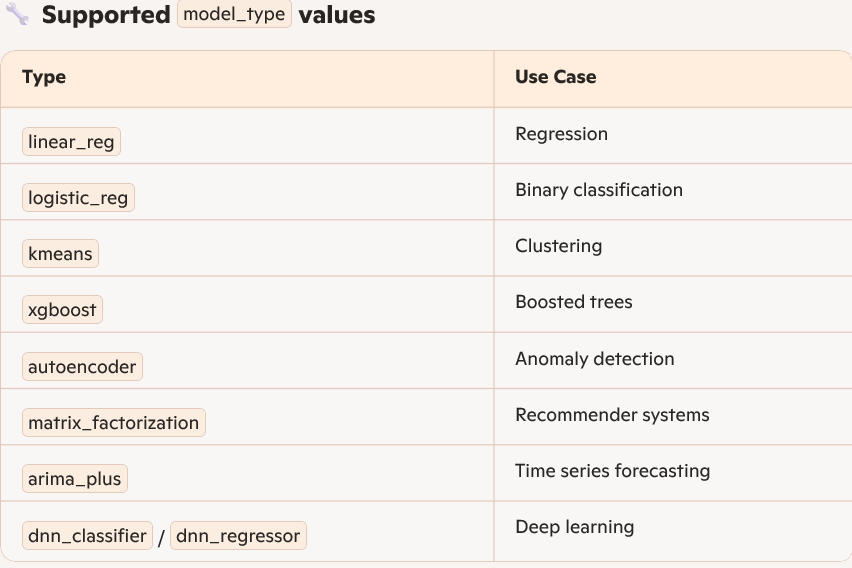 Supported model_type values
Type Use Case
linear_reg Regression
logistic_reg Binary classification
kmeans Clustering
xgboost Boosted trees
autoencoder Anomaly detection
matrix_factorization Recommender systems
arima_plus Time series forecasting
dnn_classifier / dnn_regressor Deep learning